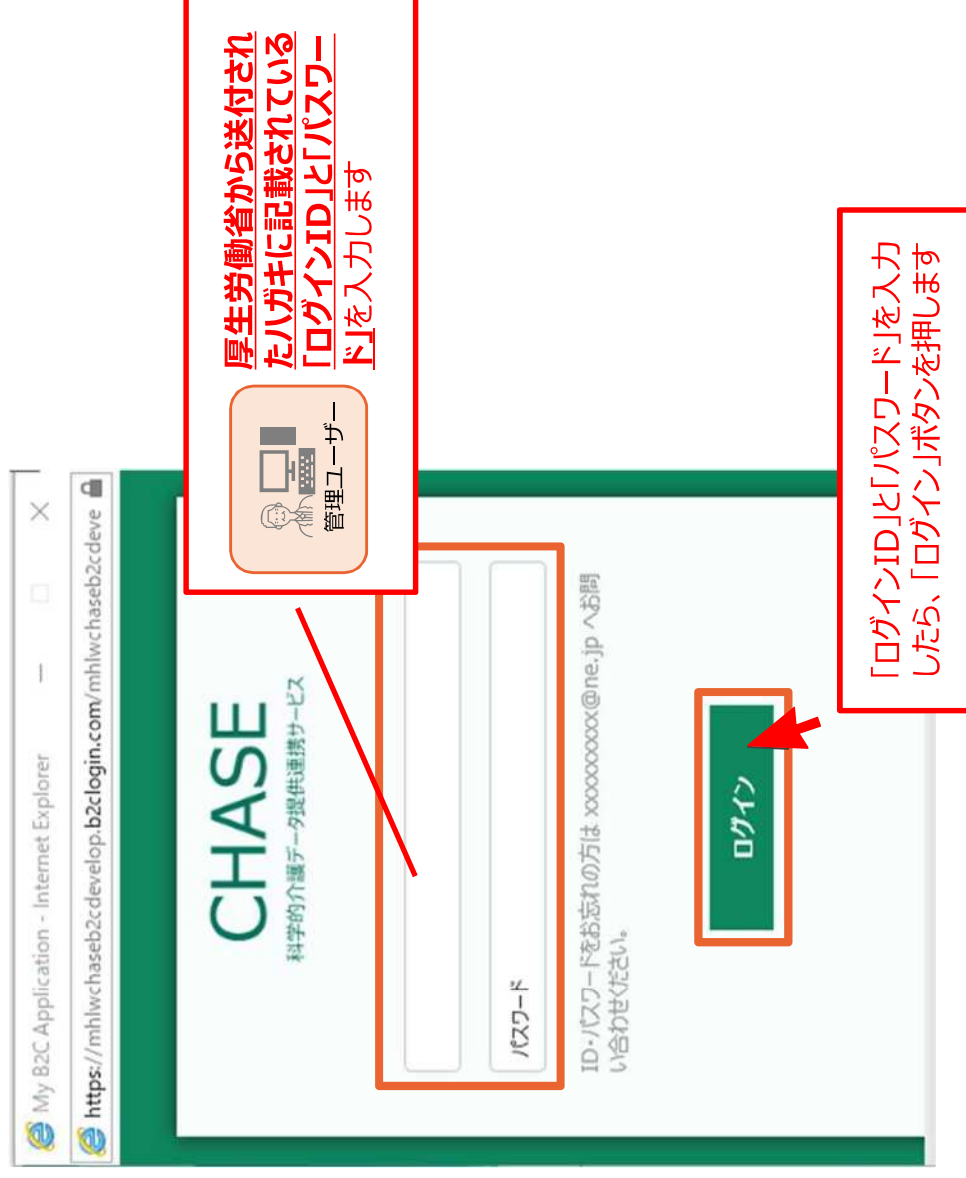 My B2C Application - Internet Explorer
https://mhlwchaseb2cdevelop.b2clogin.com/mhlwchaseb2cdeve
CHASE
科学的介護データ提供連携サービス
パスワード
ID・パスワードをお忘れの方は xxxxxxxxx@ne.jp へお問
い合わせください。
ログイン
管理ユーザー
厚生労働省から送付され
たハガキに記載されている
「ログインID」と「パスワー
ド」を入力します
「ログインID」と「パスワード」を入力
したら、「ログイン」ボタンを押します